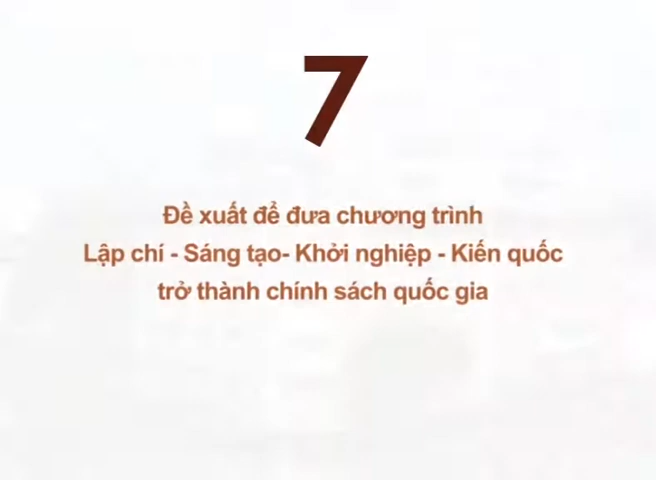 7
Đề xuất để đưa chương trình
Lập chí - Sáng tạo- Khởi nghiệp - Kiến quốc
trở thành chính sách quốc gia